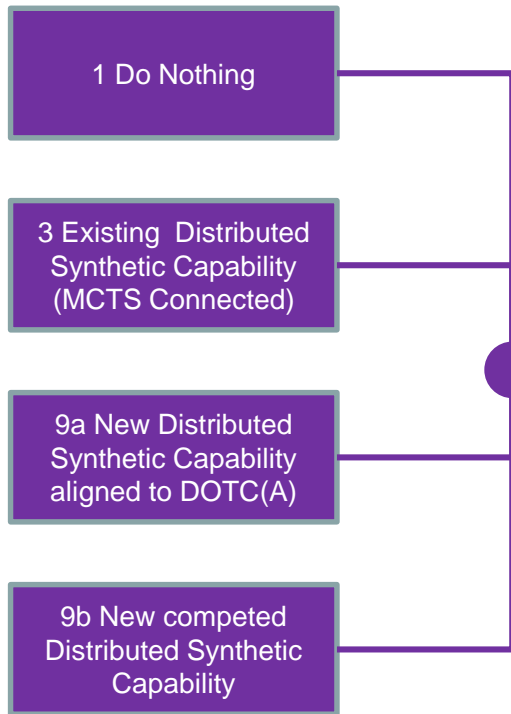 1 Do Nothing
3 Existing  Distributed
Synthetic Capability
(MCTS Connected)
9a New Distributed
Synthetic Capability
aligned to DOTC(A)
9b New competed
Distributed Synthetic
Capability